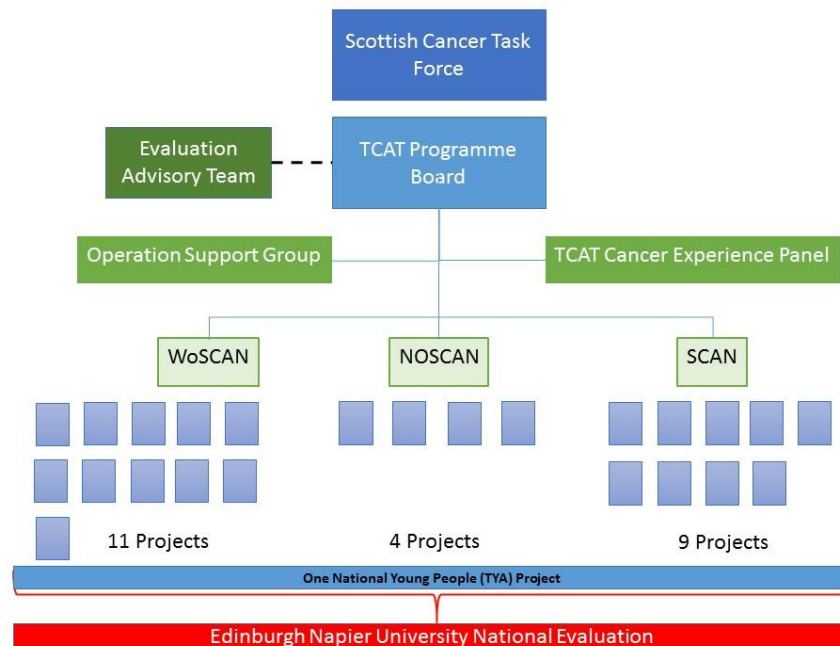 Scottish Cancer Task
Force
Evaluation
Advisory Team
TCAT Programme
Board
Operation Support Group
TCAT Cancer Experience Panel
WoSCAN
NOSCAN
SCAN
11 Projects
4 Projects
9 Projects
One National Young People (TYA) Project
Edinburgh Napier University National Evaluation